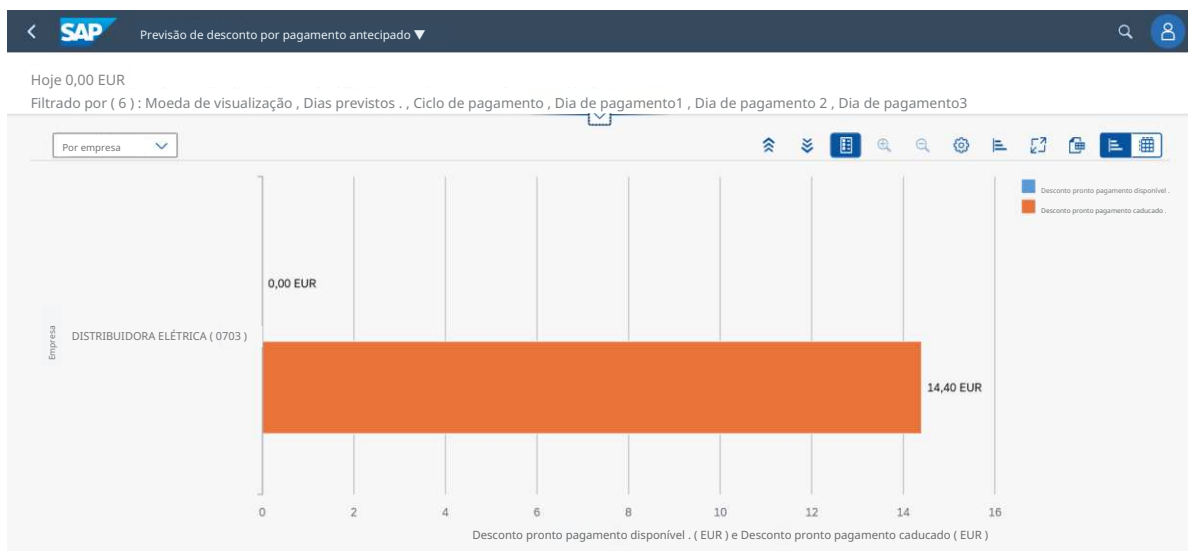 SAP
Previsão de desconto por pagamento antecipado ▼
Hoje 0,00 EUR
Filtrado por ( 6 ) : Moeda de visualização , Dias previstos . , Ciclo de pagamento , Dia de pagamento1 , Dia de pagamento 2 , Dia de pagamento3
Por empresa
Desconto pronto pagamento disponível .
Desconto pronto pagamento caducado .
0,00 EUR
Empresa
DISTRIBUIDORA ELÉTRICA ( 0703 )
14,40 EUR
0 2 4 6 8 10 12 14 16
Desconto pronto pagamento disponível . ( EUR ) e Desconto pronto pagamento caducado ( EUR )